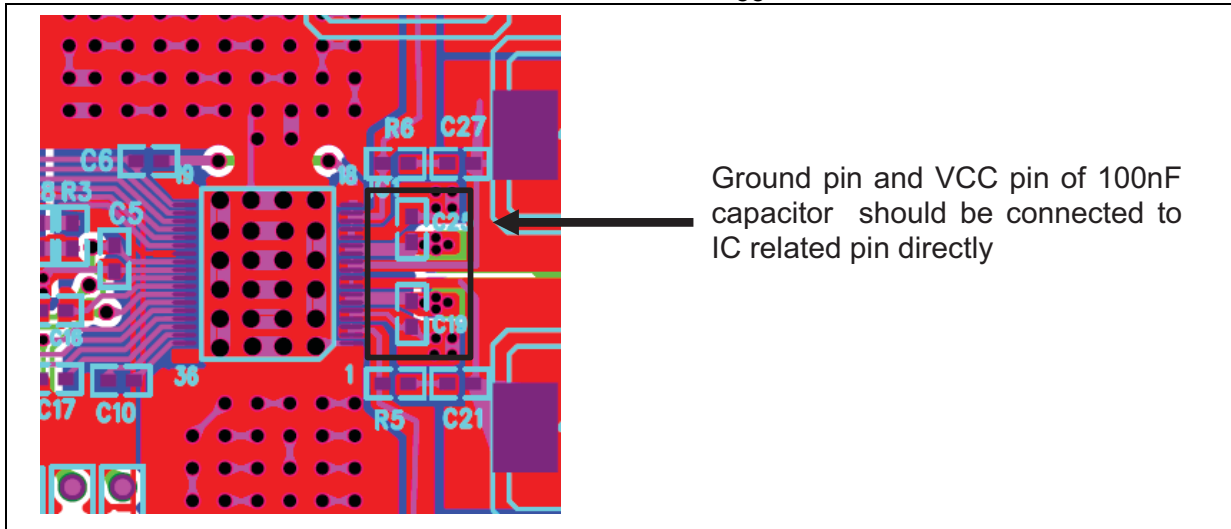 R6 C27
C6
19
18
R3
C5
C19
C16
36
1
C17
C10
R5
C21
Ground pin and VCC pin of 100nF
capacitor should be connected to
IC related pin directly